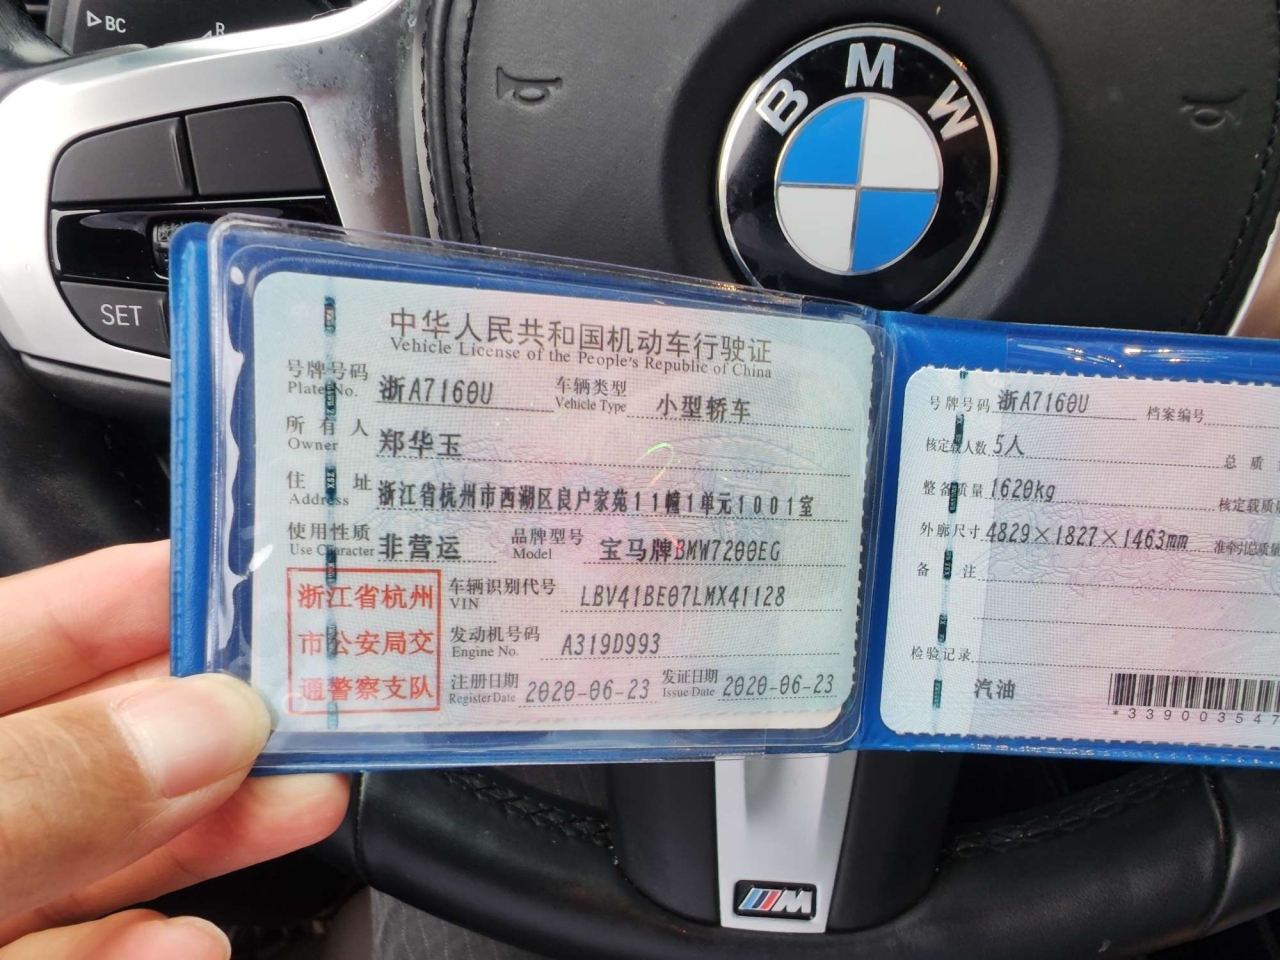 BC
R
SET
BMW
中华人民共和国机动车行驶证
Vehicle License of the People's Republic of China
号牌号码 浙A7160U 车辆类型 小型轿车
Plate No. Vehicle Type
所有人 郑华玉
Owner
住址 浙江省杭州市西湖区良户家苑11幢1单元1001室
Address
使用性质 非营运 品牌型号 宝马牌BMW7200EG
Use Character Model
浙江省杭州
市公安局交
通警察支队
车辆识别代号 LBV41BE07LMX41128
VIN
发动机号码 A319D993
Engine No.
注册日期 2020-06-23 发证日期 2020-06-23
Register Date Issue Date
号牌号码 浙A7160U 档案编号
核定载人数 5人 总质
整备质量 1620kg 核定载质
外廓尺寸 4829×1827×1463mm 准牵引总质量
备注
检验记录
汽油
*339003547
M